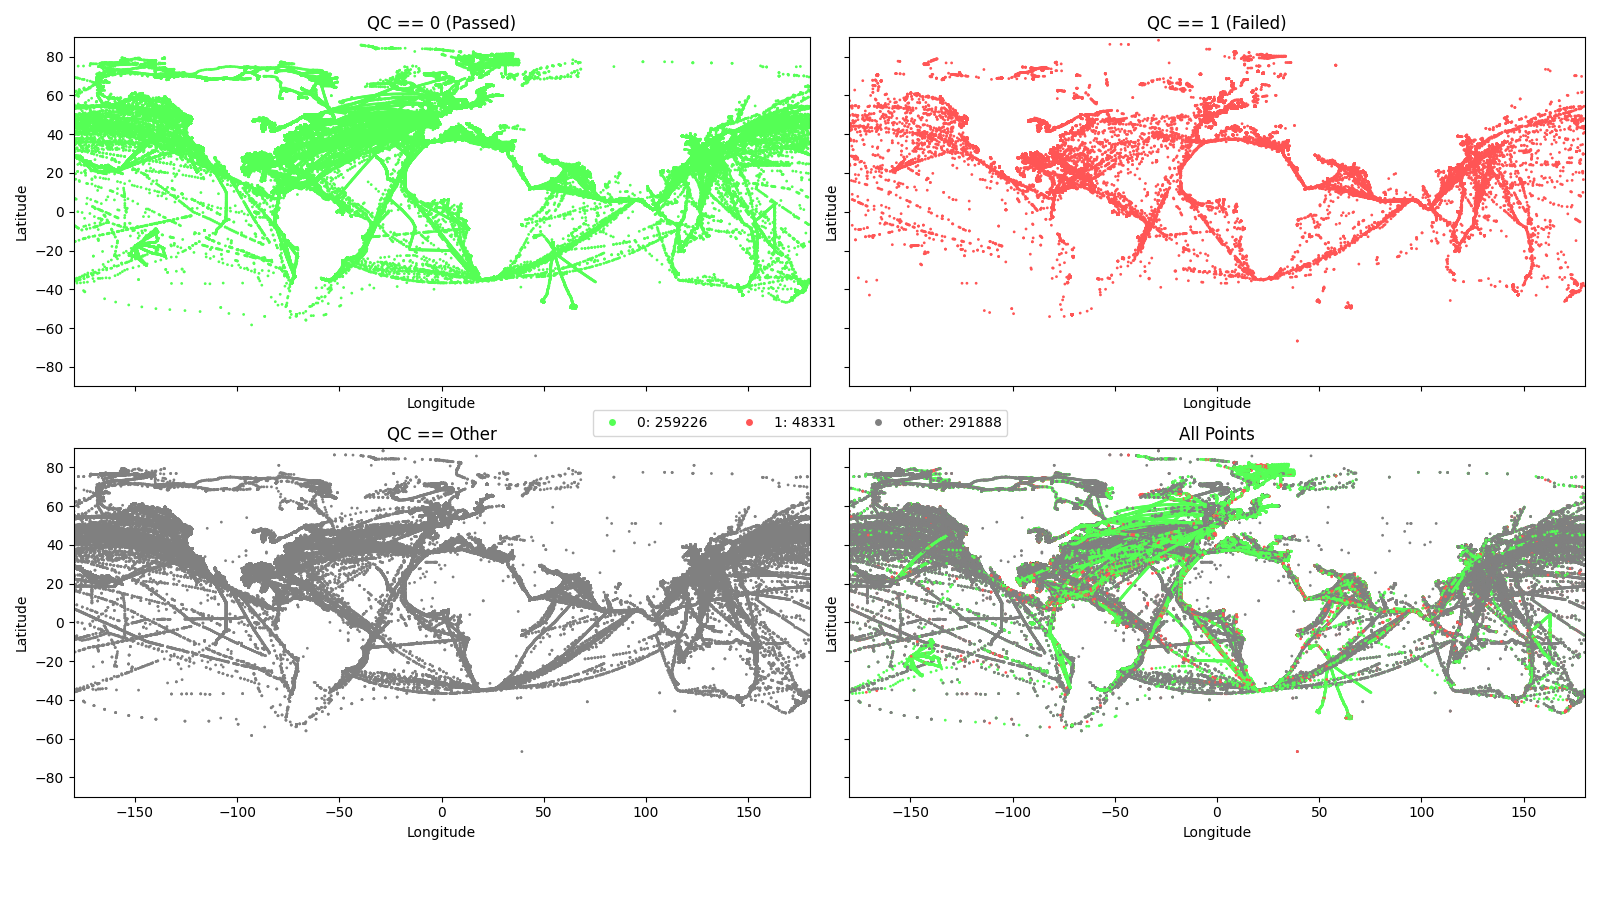 QC == 0 (Passed)
QC == 1 (Failed)
80
60
40
20
0
−20
−40
−60
−80
Latitude
Latitude
Longitude
Longitude
0: 259226
1: 48331
other: 291888
QC == Other
All Points
80
60
40
20
0
−20
−40
−60
−80
Latitude
Latitude
−150 −100 −50 0 50 100 150
−150 −100 −50 0 50 100 150
Longitude
Longitude